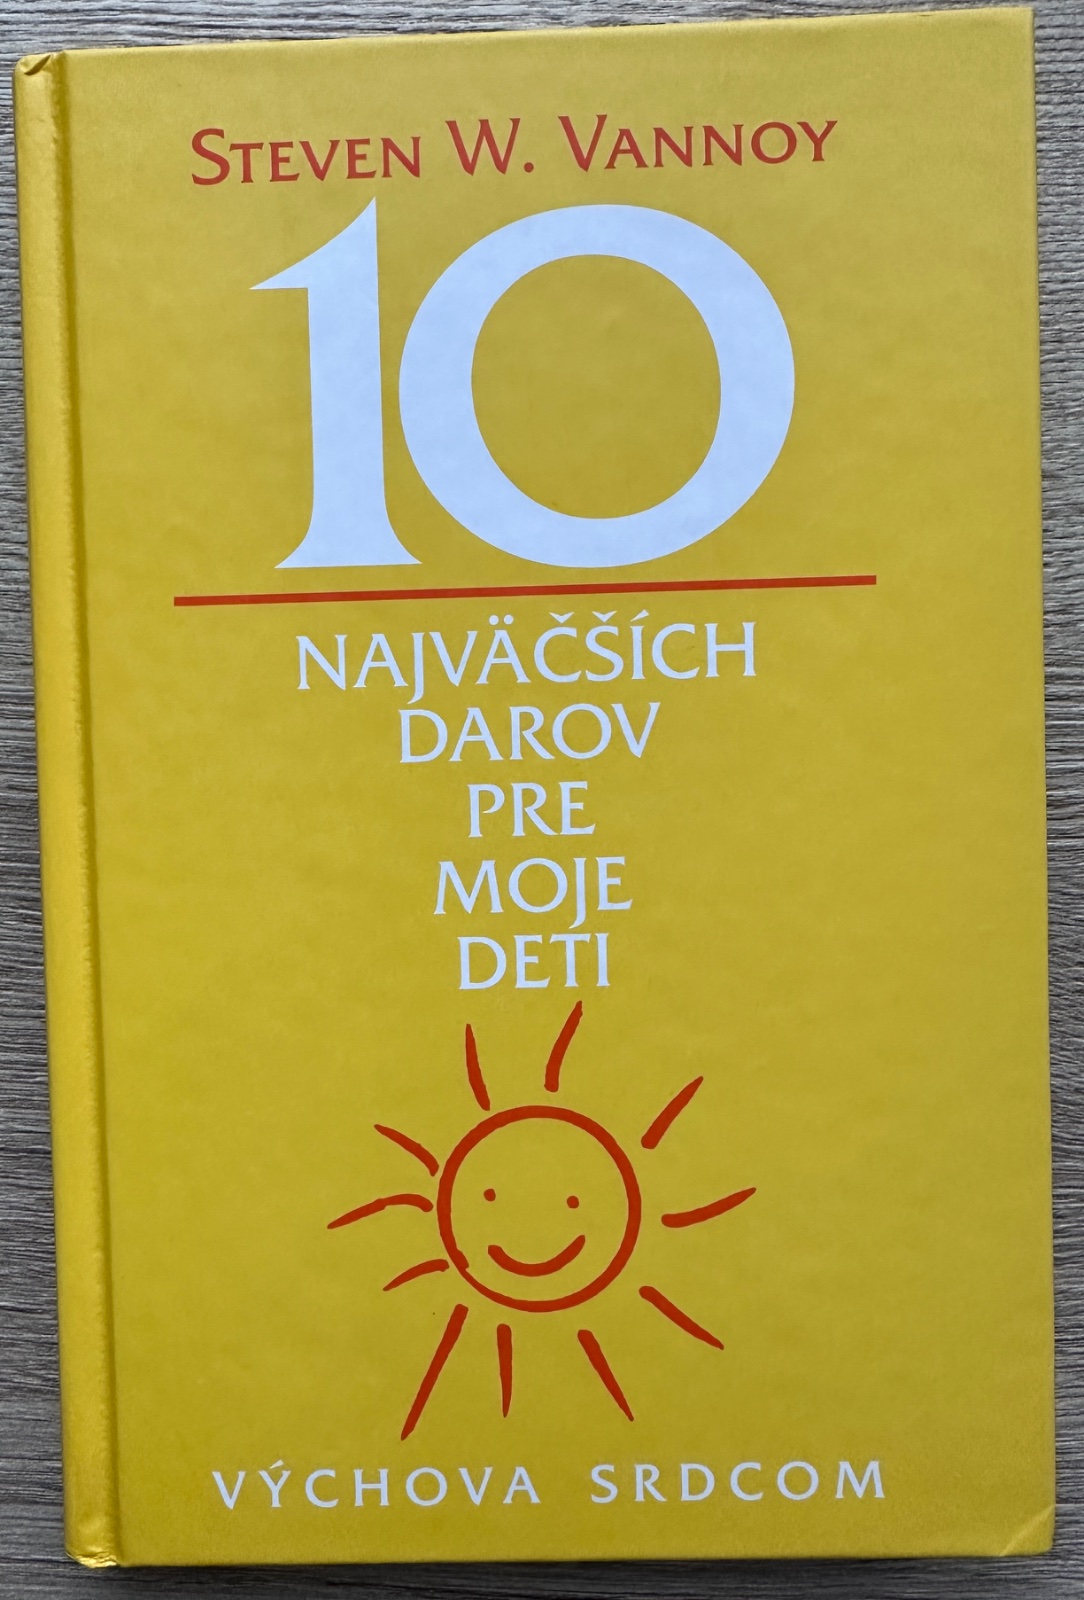 STEVEN W. VANNOY
10
NAJVÄČŠÍCH
DAROV
PRE
MOJE
DETI
VÝCHOVA SRDCOM